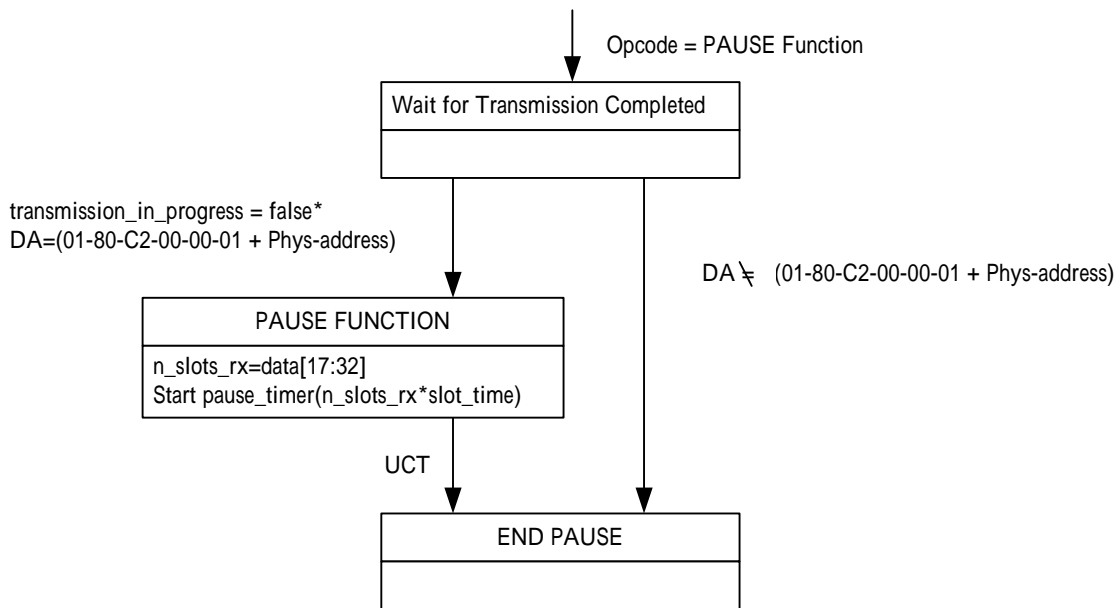 Opcode = PAUSE Function
Wait for Transmission Completed
transmission_in_progress = false*
DA=(01-80-C2-00-00-01 + Phys-address)
DA ≠ (01-80-C2-00-00-01 + Phys-address)
PAUSE FUNCTION
n_slots_rx=data[17:32]
Start pause_timer(n_slots_rx*slot_time)
UCT
END PAUSE